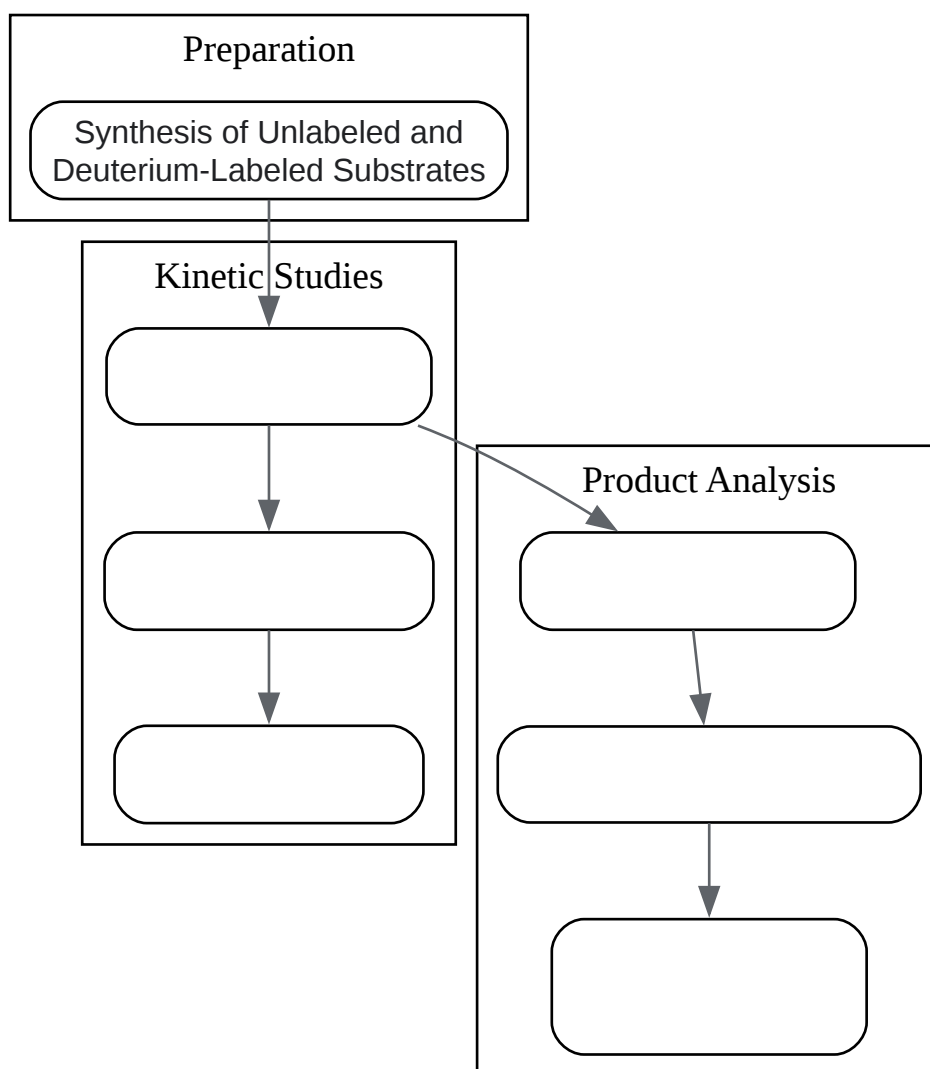 Preparation
Synthesis of Unlabeled and
Deuterium-Labeled Substrates
Kinetic Studies
Product Analysis